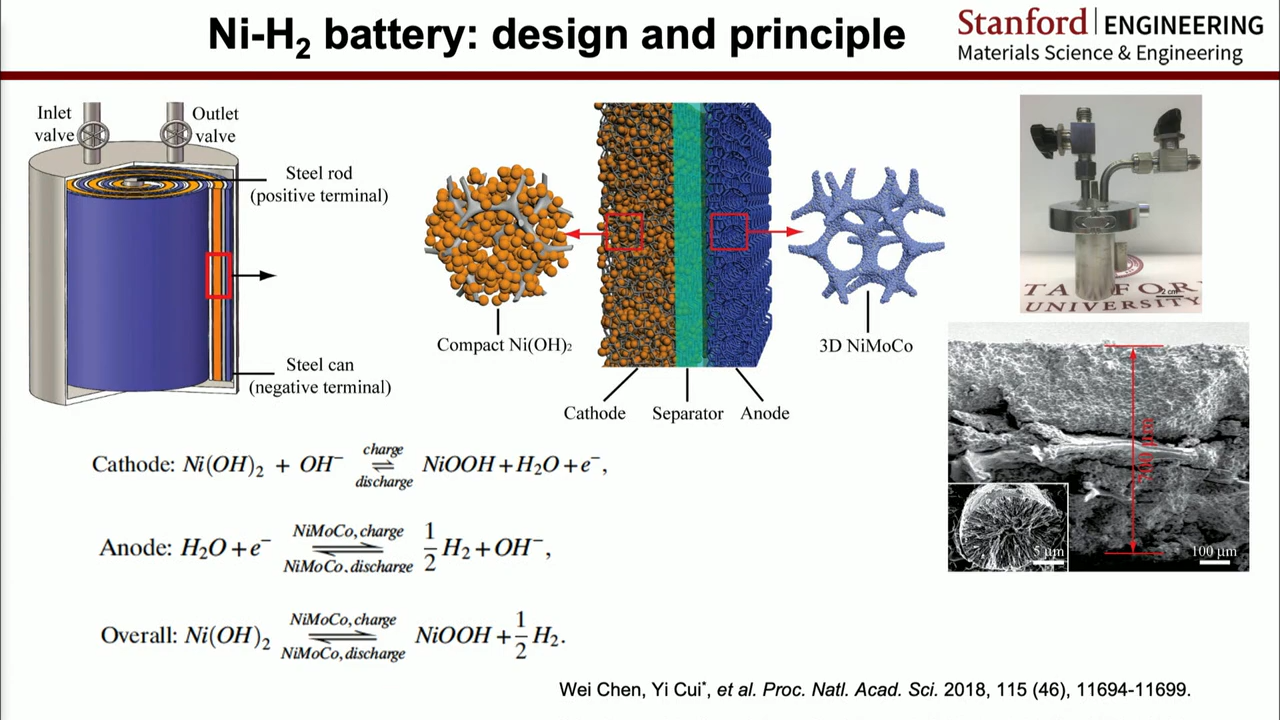 Ni-H₂ battery: design and principle
Stanford | ENGINEERING
Materials Science & Engineering
Inlet
valve
Outlet
valve
Steel rod
(positive terminal)
Steel can
(negative terminal)
Compact Ni(OH)₂
3D NiMoCo
Cathode
Separator
Anode
2 cm
UNIVERSITY
5 μm
100 μm
Cathode: Ni(OH)₂ + OH⁻ charge ⇌ discharge NiOOH + H₂O + e⁻,
Anode: H₂O + e⁻ NiMoCo, charge ⇌ NiMoCo, discharge 1/2 H₂ + OH⁻,
Overall: Ni(OH)₂ NiMoCo, charge ⇌ NiMoCo, discharge NiOOH + 1/2 H₂.
Wei Chen, Yi Cui*, et al. Proc. Natl. Acad. Sci. 2018, 115 (46), 11694-11699.